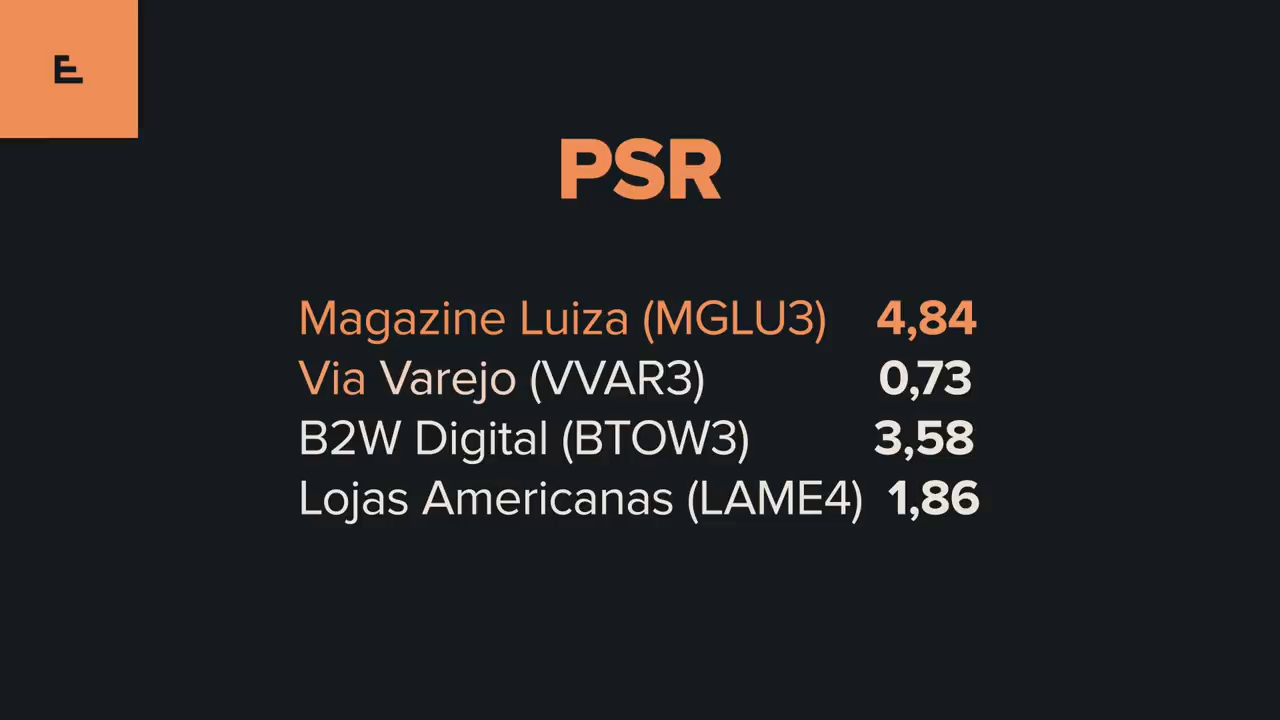 PSR
Magazine Luiza (MGLU3) 4,84
Via Varejo (VVAR3) 0,73
B2W Digital (BTOW3) 3,58
Lojas Americanas (LAME4) 1,86